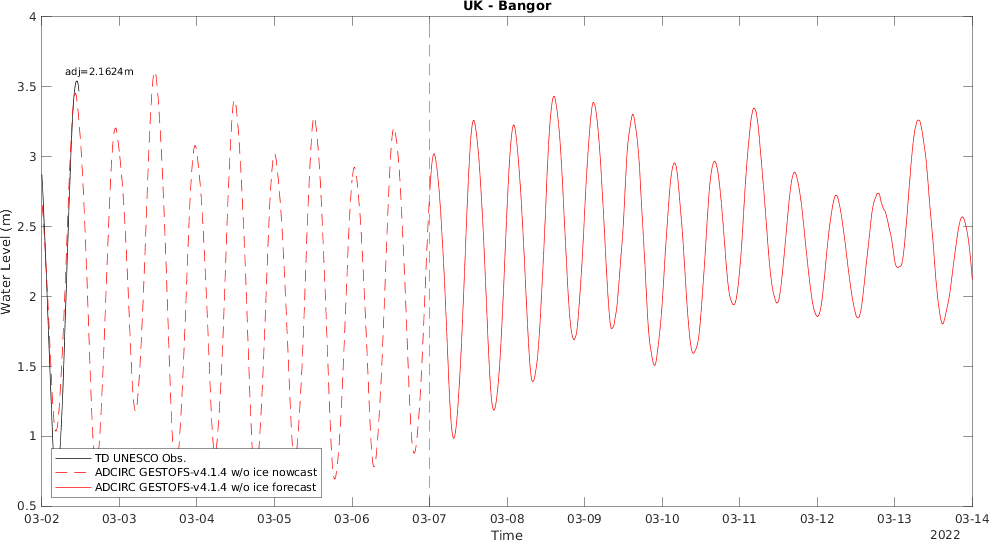 UK - Bangor
4
3.5
3
2.5
2
1.5
1
0.5
Water Level (m)
adj=2.1624m
TD UNESCO Obs.
ADCIRC GESTOFS-v4.1.4 w/o ice nowcast
ADCIRC GESTOFS-v4.1.4 w/o ice forecast
03-02 03-03 03-04 03-05 03-06 03-07 03-08 03-09 03-10 03-11 03-12 03-13 03-14
Time
2022